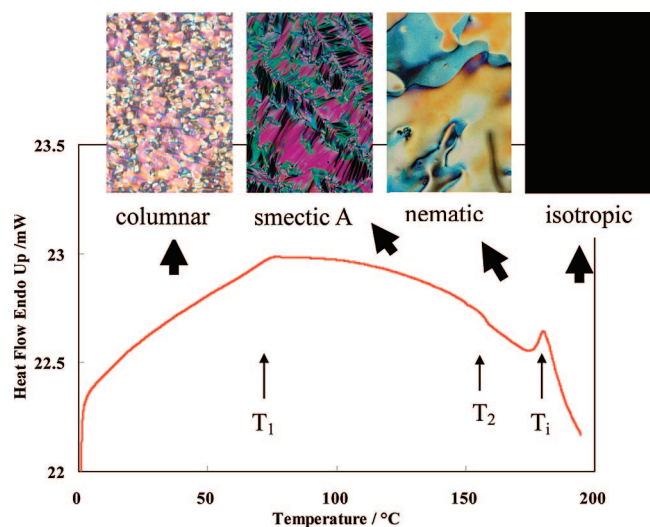 columnar
smectic A
nematic
isotropic
Heat Flow Endo Up /mW
23.5
23
22.5
22
T1
T2
Ti
0
50
100
150
200
Temperature / °C